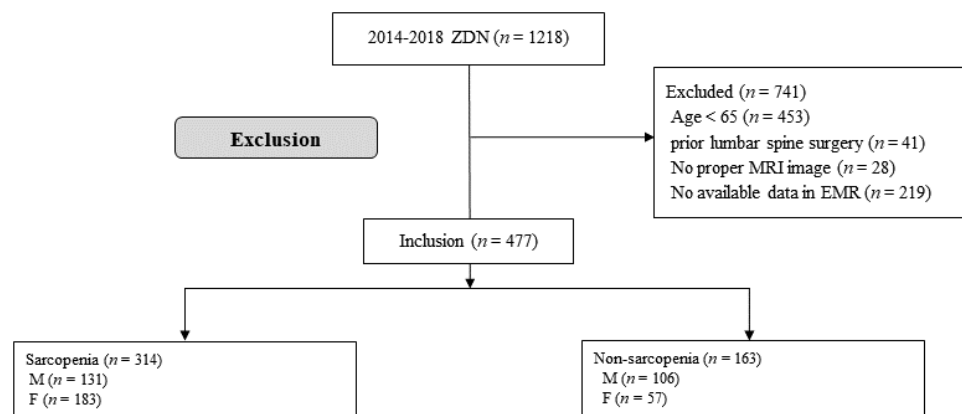 2014-2018 ZDN (n = 1218)
Excluded (n = 741)
Age < 65 (n = 453)
prior lumbar spine surgery (n = 41)
No proper MRI image (n = 28)
No available data in EMR (n = 219)
Exclusion
Inclusion (n = 477)
Sarcopenia (n = 314)
M (n = 131)
F (n = 183)
Non-sarcopenia (n = 163)
M (n = 106)
F (n = 57)